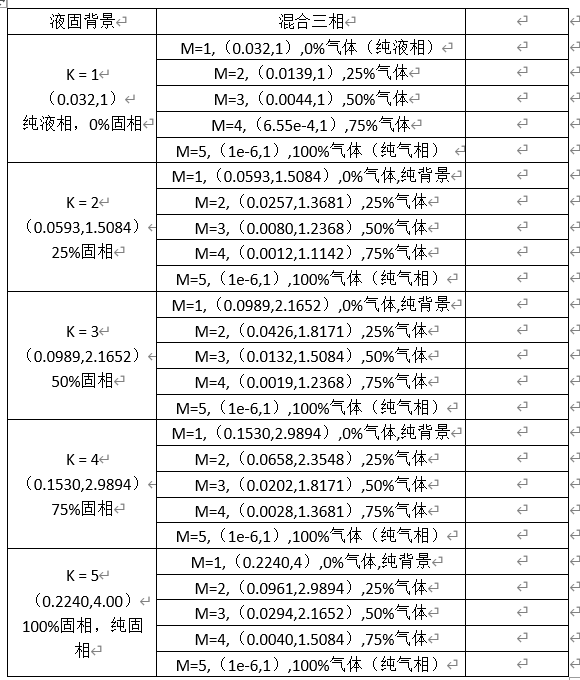 液固背景
混合三相
K = 1
（0.032,1）
纯液相，0%固相
M=1,（0.032,1）,0%气体（纯液相）
M=2,（0.0139,1）,25%气体
M=3,（0.0044,1）,50%气体
M=4,（6.55e-4,1）,75%气体
M=5,（1e-6,1）,100%气体（纯气相）
K = 2
（0.0593,1.5084）
25%固相
M=1,（0.0593,1.5084）,0%气体,纯背景
M=2,（0.0257,1.3681）,25%气体
M=3,（0.0080,1.2368）,50%气体
M=4,（0.0012,1.1142）,75%气体
M=5,（1e-6,1）,100%气体（纯气相）
K = 3
（0.0989,2.1652）
50%固相
M=1,（0.0989,2.1652）,0%气体,纯背景
M=2,（0.0426,1.8171）,25%气体
M=3,（0.0132,1.5084）,50%气体
M=4,（0.0019,1.2368）,75%气体
M=5,（1e-6,1）,100%气体（纯气相）
K = 4
（0.1530,2.9894）
75%固相
M=1,（0.1530,2.9894）,0%气体,纯背景
M=2,（0.0658,2.3548）,25%气体
M=3,（0.0202,1.8171）,50%气体
M=4,（0.0028,1.3681）,75%气体
M=5,（1e-6,1）,100%气体（纯气相）
K = 5
（0.2240,4.00）
100%固相，纯固
相
M=1,（0.2240,4）,0%气体,纯背景
M=2,（0.0961,2.9894）,25%气体
M=3,（0.0294,2.1652）,50%气体
M=4,（0.0040,1.5084）,75%气体
M=5,（1e-6,1）,100%气体（纯气相）